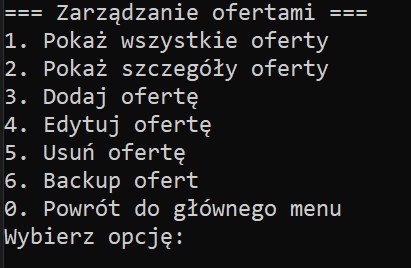 === Zarządzanie ofertami ===
1. Pokaż wszystkie oferty
2. Pokaż szczegóły oferty
3. Dodaj ofertę
4. Edytuj ofertę
5. Usuń ofertę
6. Backup ofert
0. Powrót do głównego menu
Wybierz opcję: